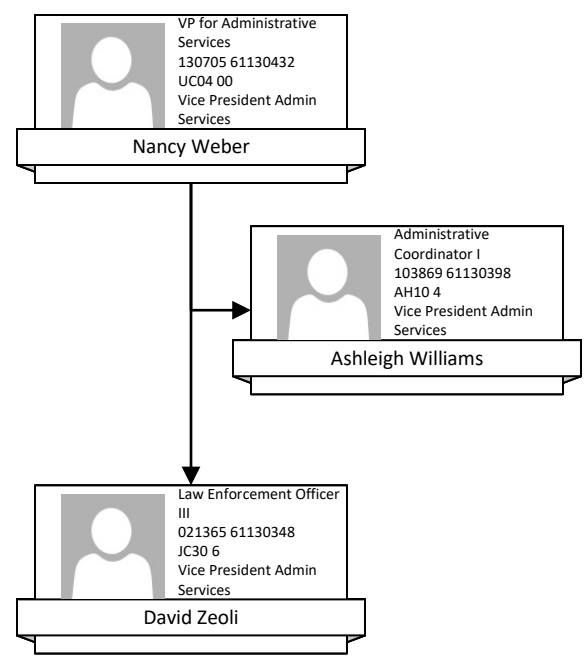 VP for Administrative
Services
130705 61130432
UC04 00
Vice President Admin
Services
Nancy Weber
Administrative
Coordinator I
103869 61130398
AH10 4
Vice President Admin
Services
Ashleigh Williams
Law Enforcement Officer
III
021365 61130348
JC30 6
Vice President Admin
Services
David Zeoli